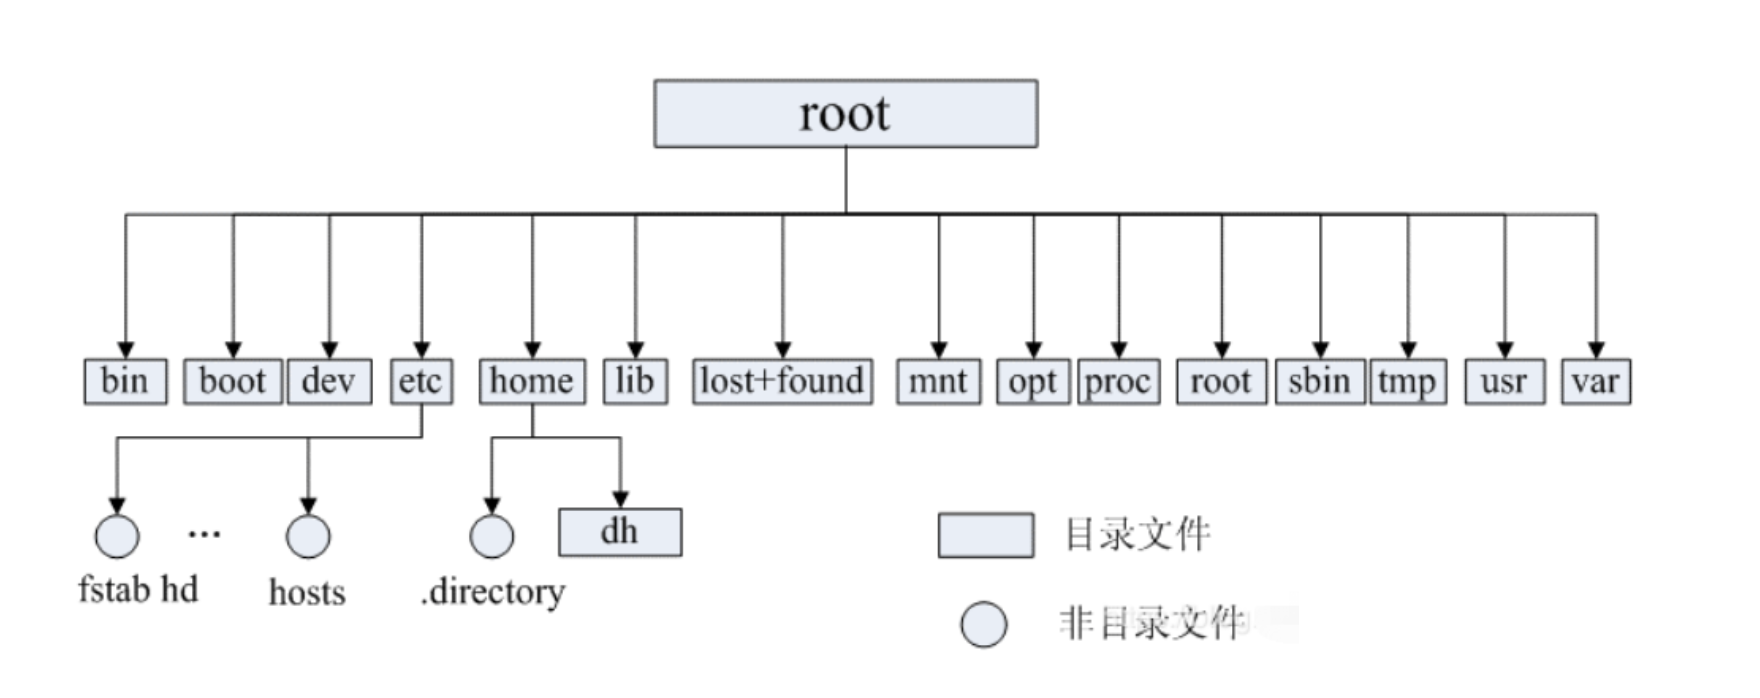 root
bin boot dev etc home lib lost+found mnt opt proc root sbin tmp usr var
... dh
目录文件
fstab hd hosts .directory
非目录文件